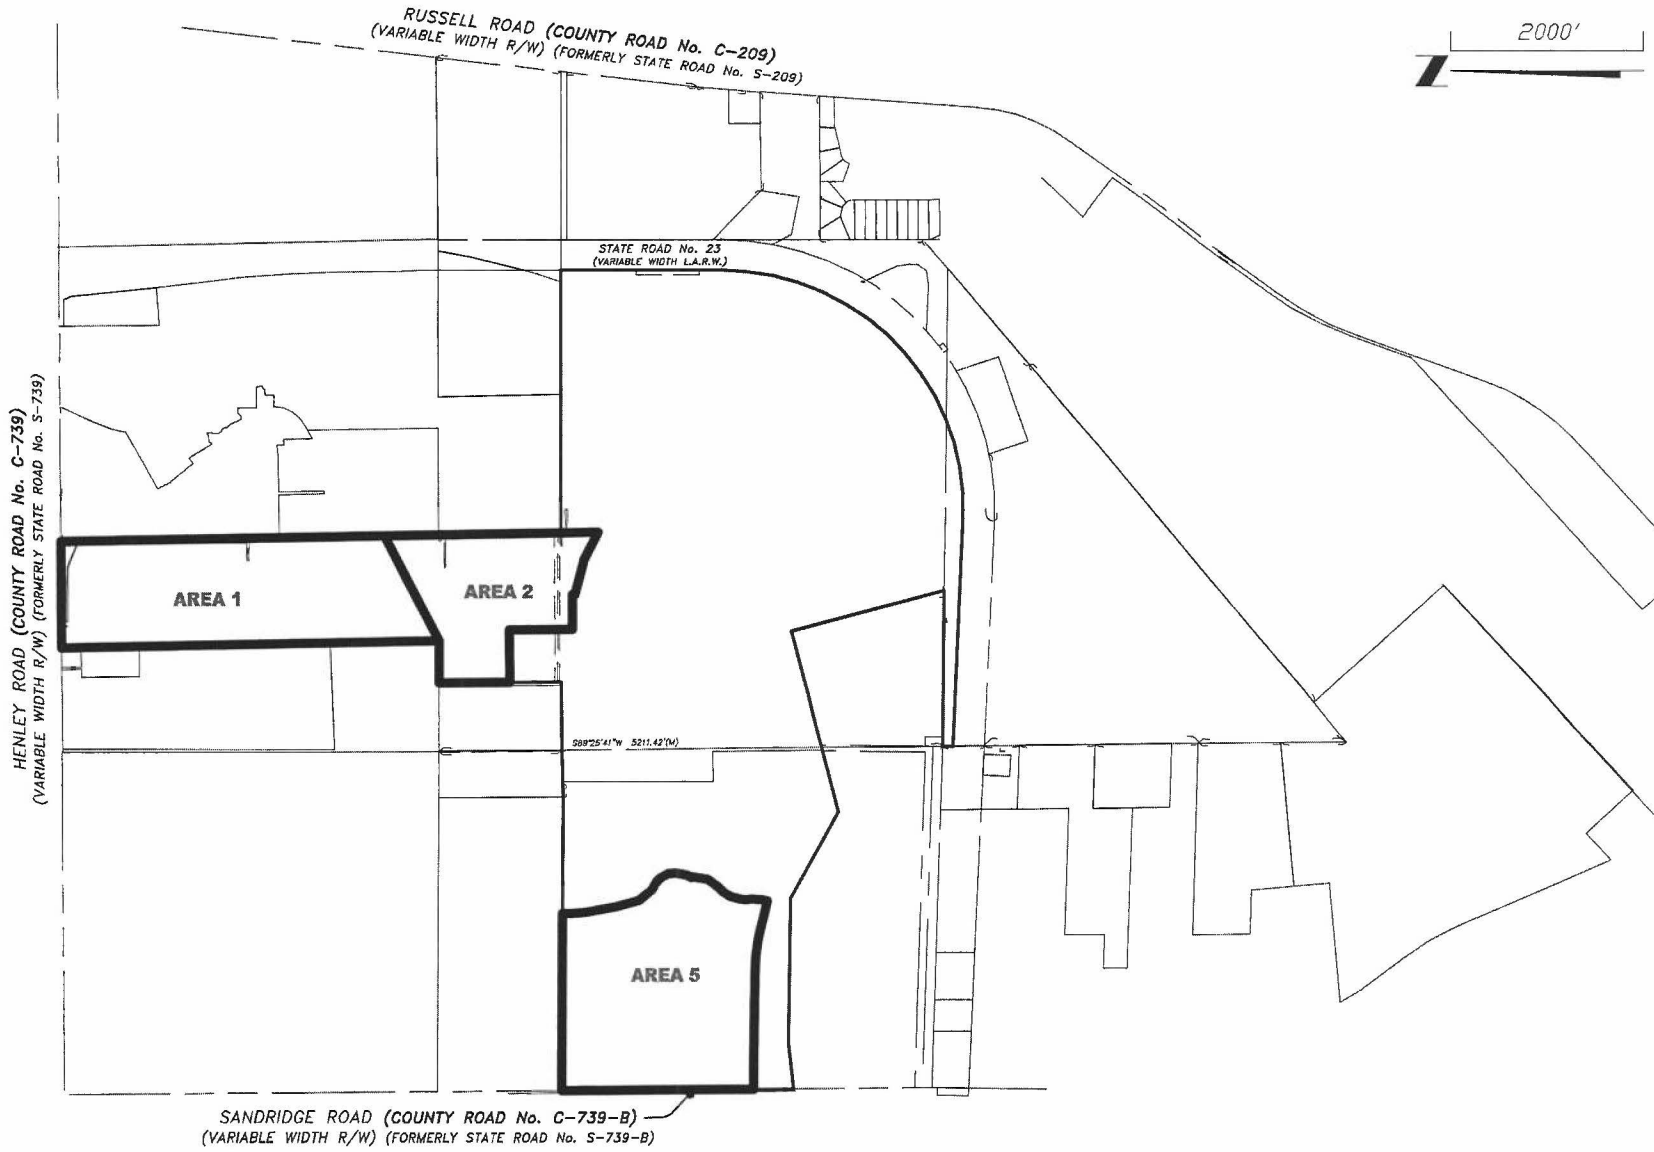 RUSSELL ROAD (COUNTY ROAD No. C-209)
(VARIABLE WIDTH R/W) (FORMERLY STATE ROAD No. S-209)
2000'
STATE ROAD No. 23
(VARIABLE WIDTH L.A.R.W.)
HENLEY ROAD (COUNTY ROAD No. C-739)
(VARIABLE WIDTH R/W) (FORMERLY STATE ROAD No. S-739)
AREA 1
AREA 2
S89°25'41"W 5211.42'(M)
AREA 5
SANDRIDGE ROAD (COUNTY ROAD No. C-739-B)
(VARIABLE WIDTH R/W) (FORMERLY STATE ROAD No. S-739-B)